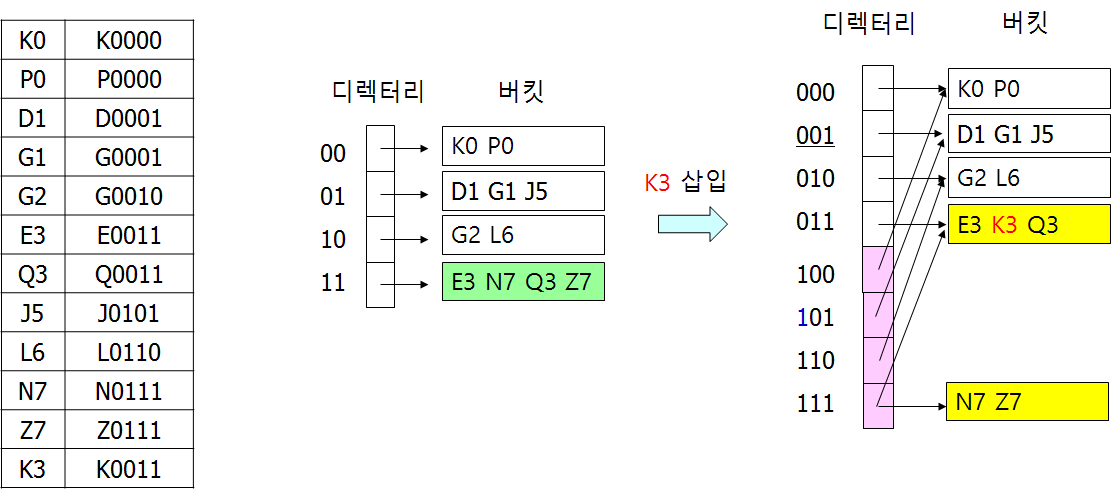 K0 K0000
P0 P0000
D1 D0001
G1 G0001
G2 G0010
E3 E0011
Q3 Q0011
J5 J0101
L6 L0110
N7 N0111
Z7 Z0111
K3 K0011
디렉터리 버킷
00 K0 P0
01 D1 G1 J5
10 G2 L6
11 E3 N7 Q3 Z7
K3 삽입
디렉터리 버킷
000 K0 P0
001 D1 G1 J5
010 G2 L6
011 E3 K3 Q3
100
101
110
111 N7 Z7